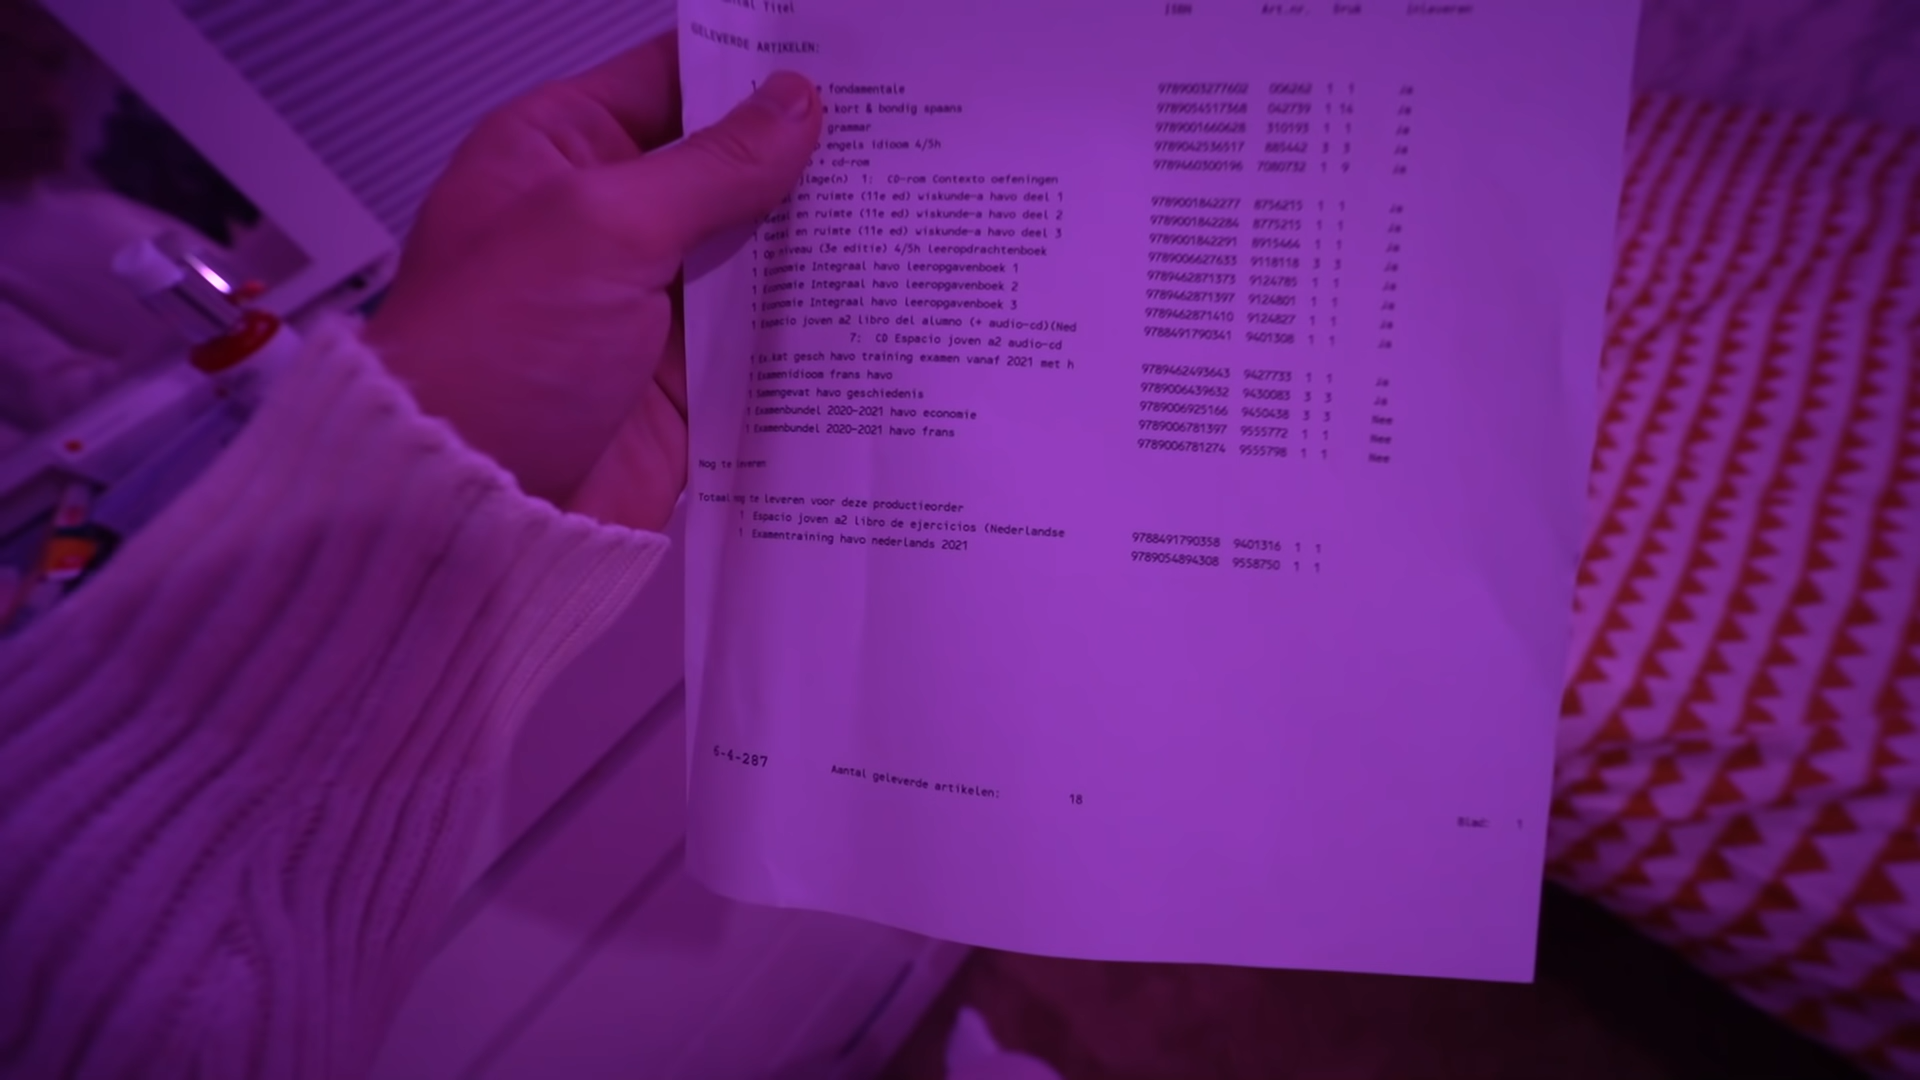 Titel ISBN Art.nr. Druk Inleveren
GELEVERDE ARTIKELEN:
1 fondamentale 9789003277602 006262 1 1 Ja
kort & bondig spaans 9789054517368 042739 1 14 Ja
grammar 9789001660628 310193 1 1 Ja
engels idioom 4/5h 9789042536517 885442 3 3 Ja
+ cd-rom 9789460300196 7080732 1 9 Ja
1: CD-rom Contexto oefeningen
en ruimte (11e ed) wiskunde-a havo deel 1 9789001842277 8756215 1 1 Ja
1 Getal en ruimte (11e ed) wiskunde-a havo deel 2 9789001842284 8775215 1 1 Ja
1 Getal en ruimte (11e ed) wiskunde-a havo deel 3 9789001842291 8915464 1 1 Ja
1 Op niveau (3e editie) 4/5h leeropdrachtenboek 9789006627633 9118118 3 3 Ja
1 Economie Integraal havo leeropgavenboek 1 9789462871373 9124785 1 1 Ja
1 Economie Integraal havo leeropgavenboek 2 9789462871397 9124801 1 1 Ja
1 Economie Integraal havo leeropgavenboek 3 9789462871410 9124827 1 1 Ja
1 Espacio joven a2 libro del alumno (+ audio-cd)(Ned 9788491790341 9401308 1 1 Ja
7: CD Espacio joven a2 audio-cd
1 Ex.kat gesch havo training examen vanaf 2021 met h 9789462493643 9427733 1 1 Ja
1 Examenidioom frans havo 9789006439632 9430083 3 3 Ja
1 Samengevat havo geschiedenis 9789006925166 9450438 3 3 Nee
1 Examenbundel 2020-2021 havo economie 9789006781397 9555772 1 1 Nee
1 Examenbundel 2020-2021 havo frans 9789006781274 9555798 1 1 Nee
Nog te leveren
Totaal nog te leveren voor deze productieorder
1 Espacio joven a2 libro de ejercicios (Nederlandse 9788491790358 9401316 1 1
1 Examentraining havo nederlands 2021 9789054894308 9558750 1 1
6-4-287 Aantal geleverde artikelen: 18
Blad: 1